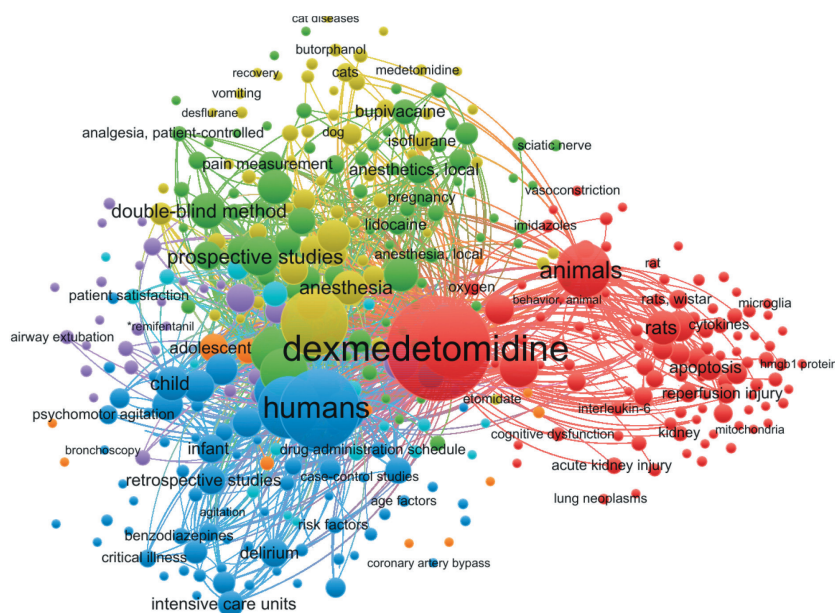 cat diseases
butorphanol
recovery
cats
medetomidine
vomiting
desflurane
bupivacaine
analgesia, patient-controlled
dog
isoflurane
sciatic nerve
pain measurement
anesthetics, local
vasoconstriction
pregnancy
double-blind method
lidocaine
imidazoles
prospective studies
anesthesia, local
rat
animals
anesthesia
oxygen
patient satisfaction
behavior, animal
rats, wistar
microglia
*remifentanil
rats
cytokines
airway extubation
adolescent
dexmedetomidine
hmgb1 protein
apoptosis
child
etomidate
reperfusion injury
psychomotor agitation
humans
interleukin-6
cognitive dysfunction
kidney
mitochondria
bronchoscopy
infant
drug administration schedule
acute kidney injury
retrospective studies
case-control studies
lung neoplasms
age factors
agitation
risk factors
benzodiazepines
critical illness
delirium
coronary artery bypass
intensive care units